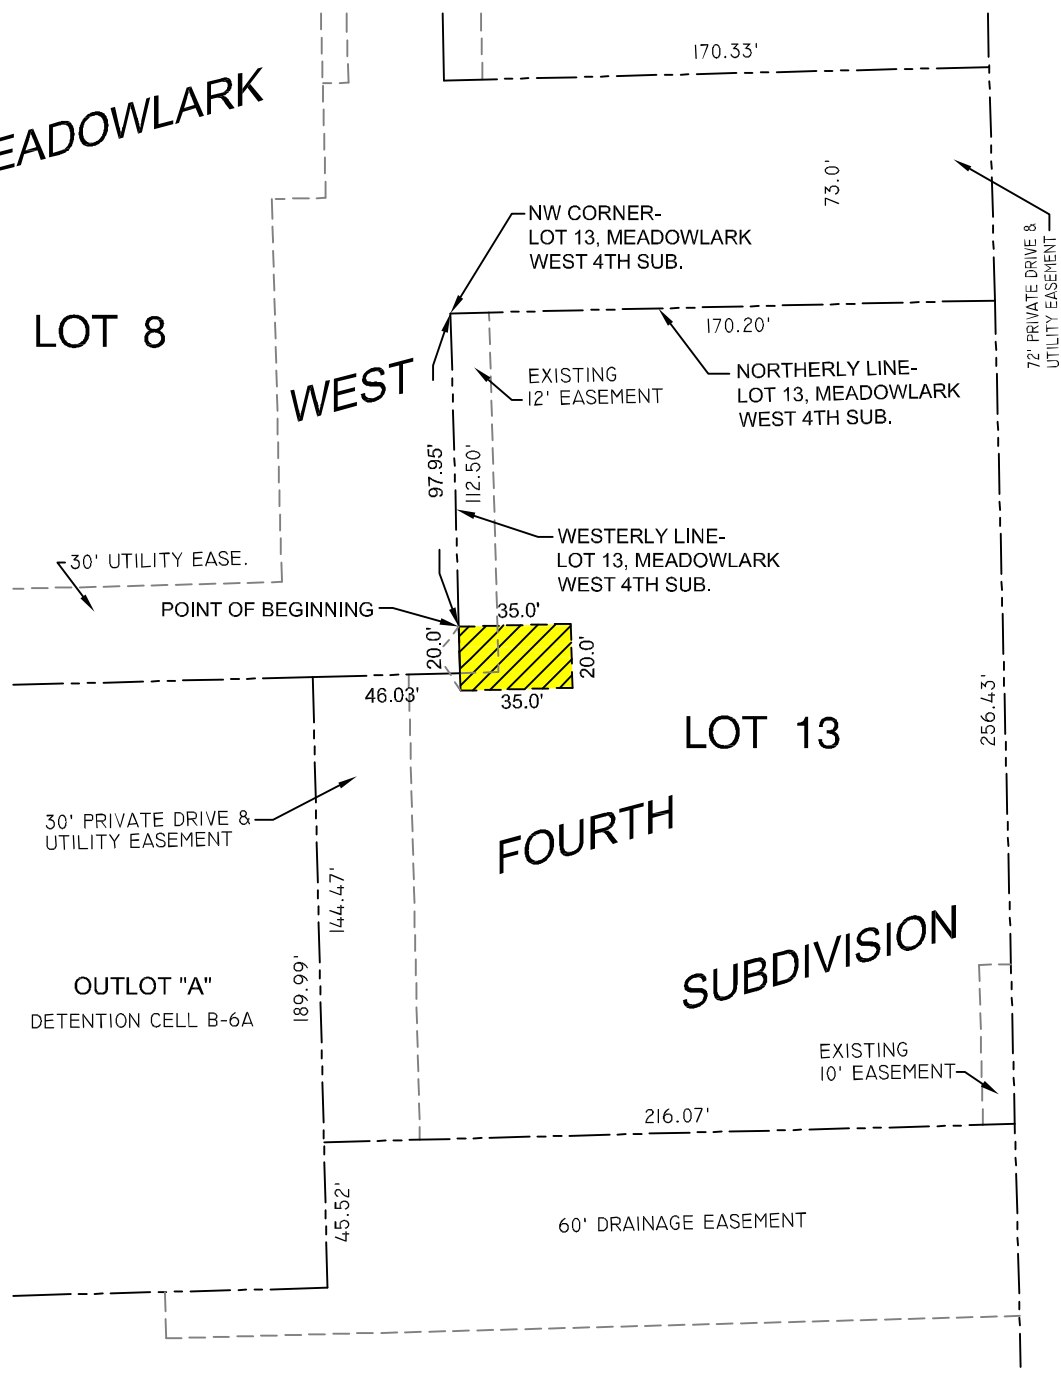 170.33'
EADOWLARK
73.0'
NW CORNER-
LOT 13, MEADOWLARK
WEST 4TH SUB.
72' PRIVATE DRIVE &
UTILITY EASEMENT
LOT 8
170.20'
WEST
EXISTING
12' EASEMENT
NORTHERLY LINE-
LOT 13, MEADOWLARK
WEST 4TH SUB.
97.95'
112.50'
WESTERLY LINE-
LOT 13, MEADOWLARK
WEST 4TH SUB.
30' UTILITY EASE.
POINT OF BEGINNING
35.0'
20.0'
20.0'
46.03'
35.0'
LOT 13
256.43'
30' PRIVATE DRIVE &
UTILITY EASEMENT
FOURTH
144.47'
189.99'
SUBDIVISION
OUTLOT "A"
DETENTION CELL B-6A
EXISTING
10' EASEMENT
216.07'
45.52'
60' DRAINAGE EASEMENT